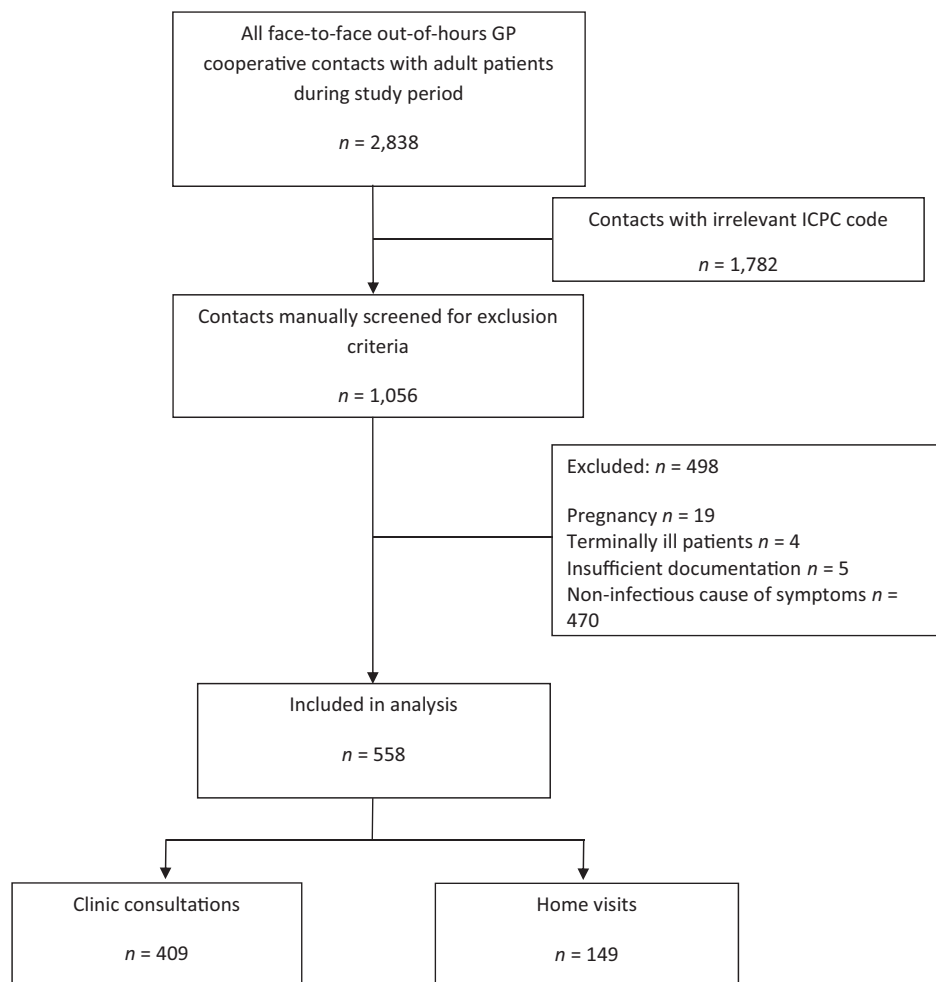 All face-to-face out-of-hours GP
cooperative contacts with adult patients
during study period
n = 2,838
Contacts with irrelevant ICPC code
n = 1,782
Contacts manually screened for exclusion
criteria
n = 1,056
Excluded: n = 498
Pregnancy n = 19
Terminally ill patients n = 4
Insufficient documentation n = 5
Non-infectious cause of symptoms n =
470
Included in analysis
n = 558
Clinic consultations
n = 409
Home visits
n = 149